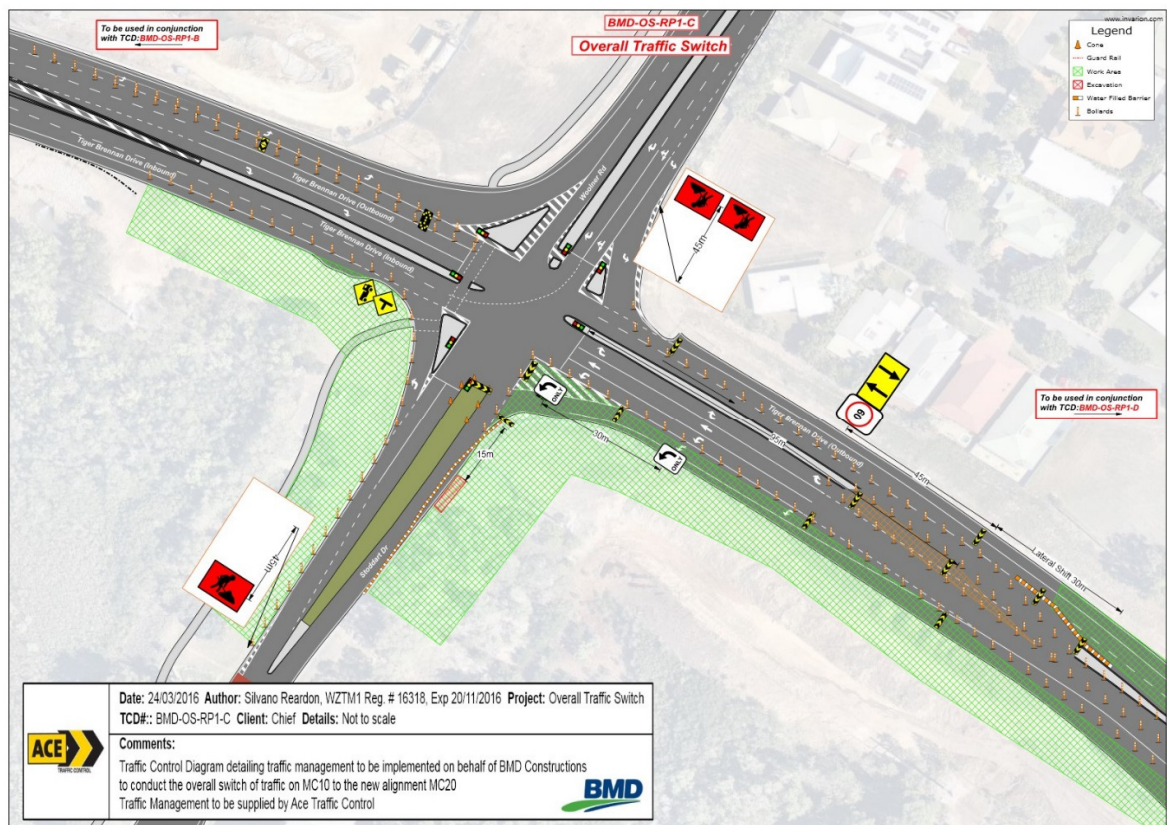 To be used in conjunction
with TCD:BMD-OS-RP1-B
BMD-OS-RP1-C
Overall Traffic Switch
www.invarion.com
Legend
Cone
Guard Rail
Work Area
Excavation
Water Filled Barrier
Bollards
Tiger Brennan Drive (Inbound)
Tiger Brennan Drive (Outbound)
Tiger Brennan Drive (Inbound)
Woolner Rd
45m
ONLY
30m
ONLY
15m
95m
Tiger Brennan Drive (Outbound)
60
45m
Lateral Shift 30m
To be used in conjunction
with TCD:BMD-OS-RP1-D
Stoddart Dr
45m
ACE
TRAFFIC CONTROL
Date: 24/03/2016 Author: Silvano Reardon, WZTM1 Reg. # 16318, Exp 20/11/2016 Project: Overall Traffic Switch
TCD#:: BMD-OS-RP1-C Client: Chief Details: Not to scale
Comments:
Traffic Control Diagram detailing traffic management to be implemented on behalf of BMD Constructions
to conduct the overall switch of traffic on MC10 to the new alignment MC20
Traffic Management to be supplied by Ace Traffic Control
BMD